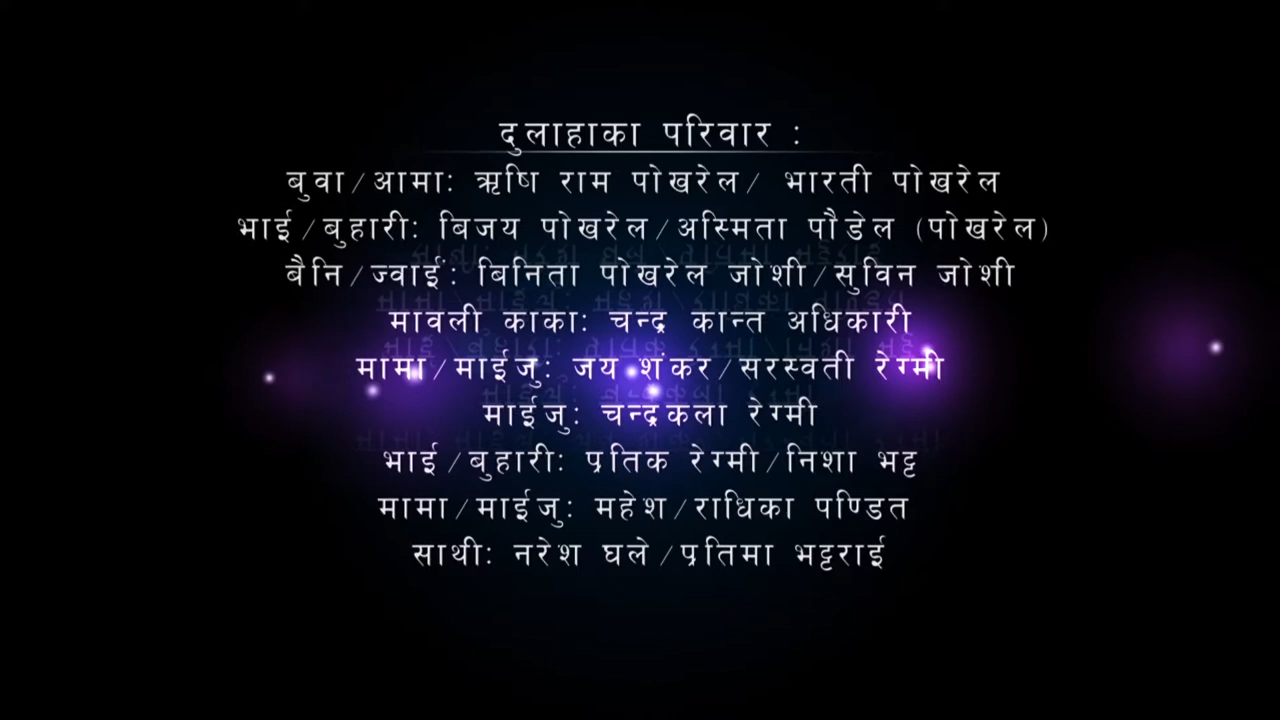 दुलाहाका परिवार :
बुवा/आमा: ऋषि राम पोखरेल/ भारती पोखरेल
भाई/बुहारी: बिजय पोखरेल/अस्मिता पौडेल (पोखरेल)
बैनि/ज्वाईं: बिनिता पोखरेल जोशी/सुविन जोशी
मावली काका: चन्द्र कान्त अधिकारी
मामा/माईजु: जय शंकर/सरस्वती रेग्मी
माईजु: चन्द्रकला रेग्मी
भाई/बुहारी: प्रतिक रेग्मी/निशा भट्ट
मामा/माईजु: महेश/राधिका पण्डित
साथी: नरेश घले/प्रतिमा भट्टराई